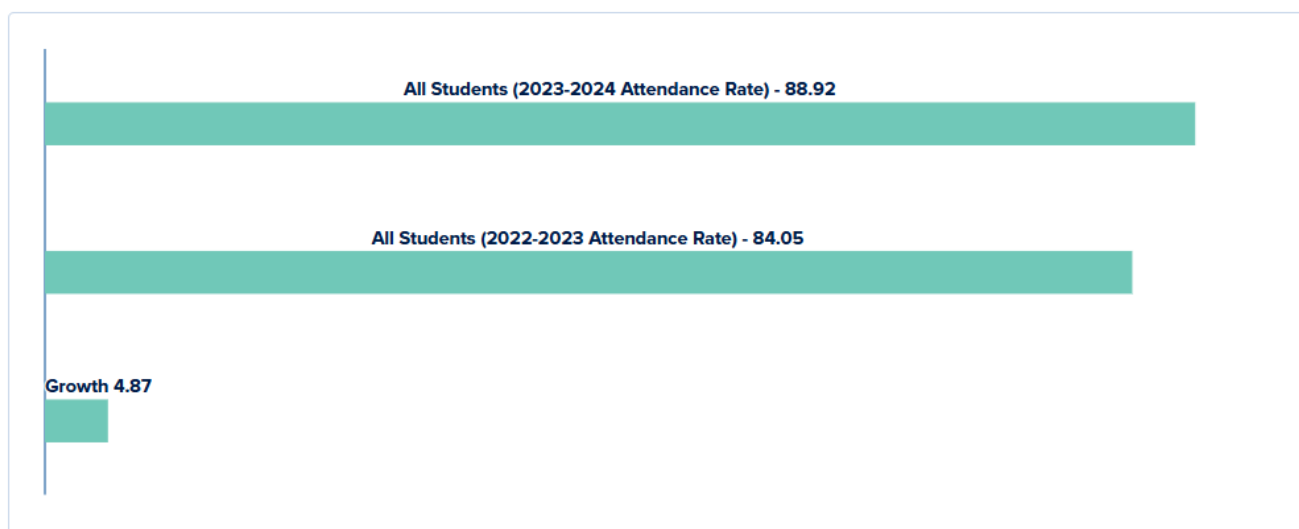 All Students (2023-2024 Attendance Rate) - 88.92
All Students (2022-2023 Attendance Rate) - 84.05
Growth 4.87